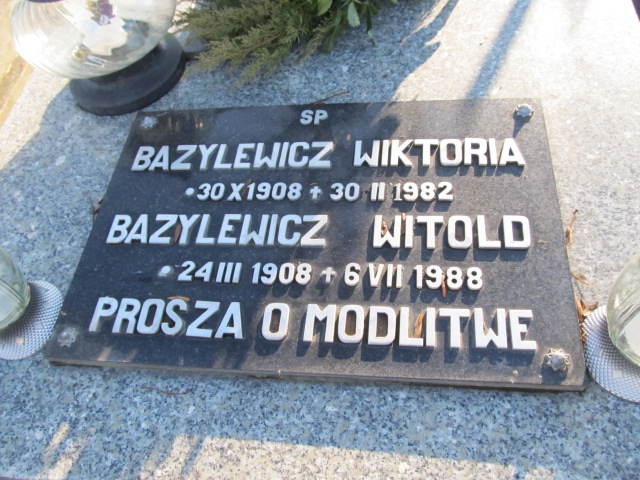 SP
BAZYLEWICZ WIKTORIA
• 30 X 1908 + 30 II 1982
BAZYLEWICZ WITOLD
• 24 III 1908 + 6 VII 1988
PROSZA O MODLITWE